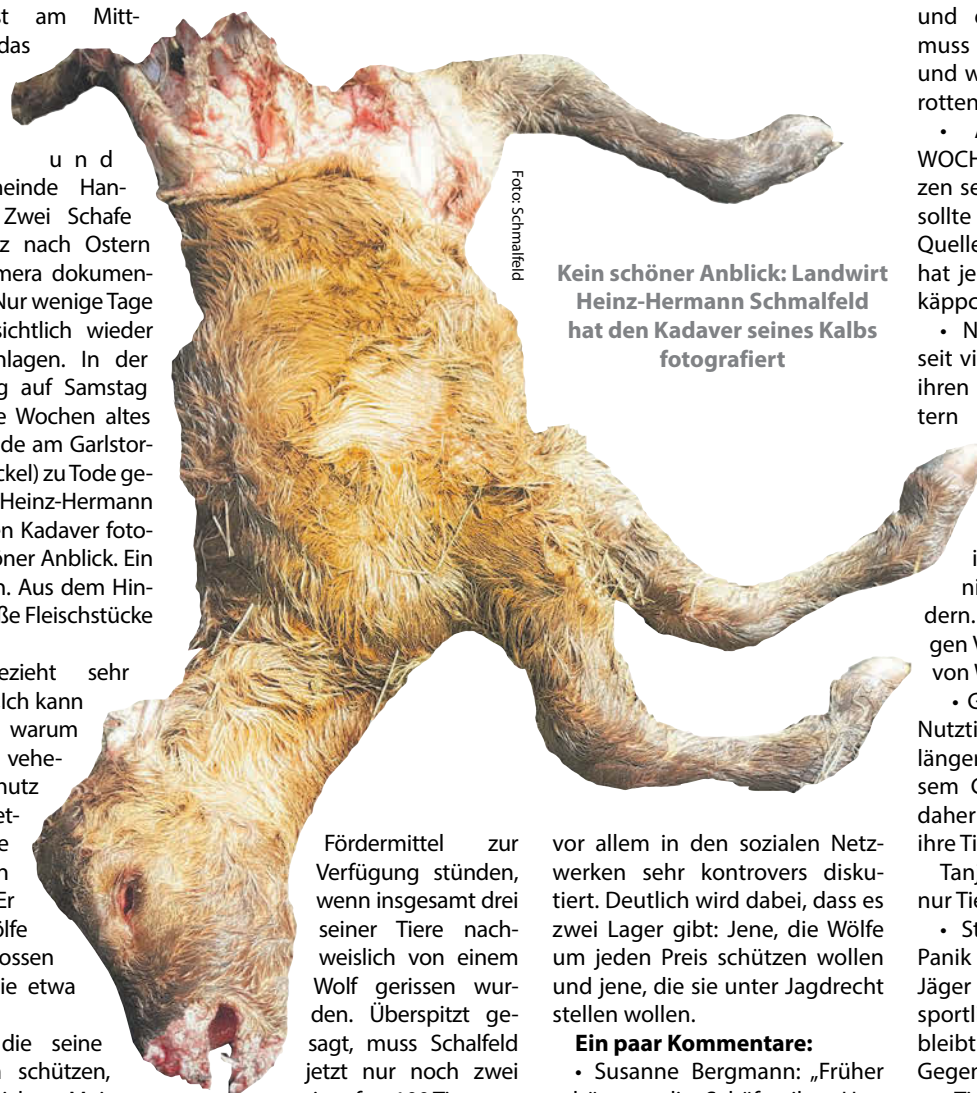 st am Mitt-
das
und
neinde Han-
Zwei Schafe
z nach Ostern
mera dokumen-
Nur wenige Tage
sichtlich wieder
hlagen. In der
g auf Samstag
e Wochen altes
de am Garlstor-
ckel) zu Tode ge-
Heinz-Hermann
en Kadaver foto-
öner Anblick. Ein
n. Aus dem Hin-
ße Fleischstücke
ezieht sehr
Ich kann
warum
vehe-
hutz
et-
e
n
Er
ölfe
ossen
ie etwa
die seine
schützen,
Foto: Schmalfeld
Kein schöner Anblick: Landwirt
Heinz-Hermann Schmalfeld
hat den Kadaver seines Kalbs
fotografiert
Fördermittel zur
Verfügung stünden,
wenn insgesamt drei
seiner Tiere nach-
weislich von einem
Wolf gerissen wur-
den. Überspitzt ge-
sagt, muss Schalfeld
jetzt nur noch zwei
vor allem in den sozialen Netz-
werken sehr kontrovers disku-
tiert. Deutlich wird dabei, dass es
zwei Lager gibt: Jene, die Wölfe
um jeden Preis schützen wollen
und jene, die sie unter Jagdrecht
stellen wollen.
Ein paar Kommentare:
• Susanne Bergmann: „Früher
und
muss
und w
rotten
• A
WOCH
zen se
sollte
Quelle
hat je
käppc
• N
seit vi
ihren
tern
i
ni
dern.
gen V
von W
• G
Nutzti
länger
sem G
daher
ihre Ti
Tanj
nur Tie
• St
Panik
Jäger
sportl
bleibt
Geger